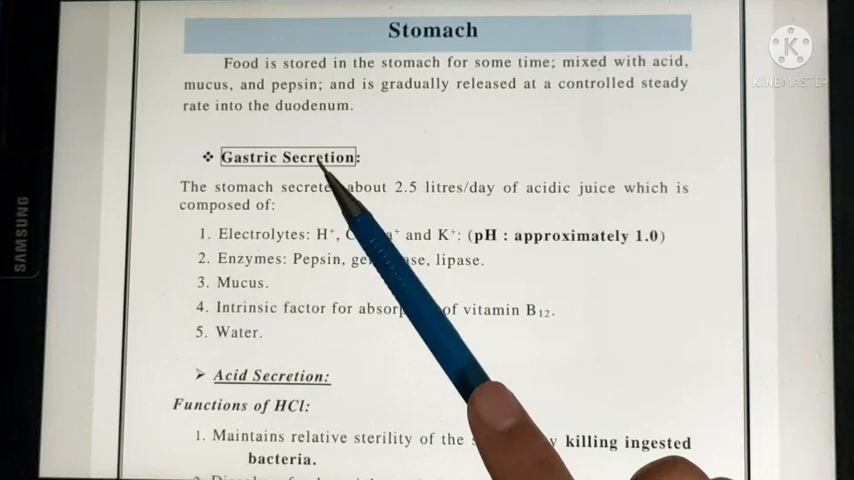 Stomach
Food is stored in the stomach for some time; mixed with acid,
mucus, and pepsin; and is gradually released at a controlled steady
rate into the duodenum.
❖ Gastric Secretion:
The stomach secretes about 2.5 litres/day of acidic juice which is
composed of:
1. Electrolytes: H⁺, and K⁺: (pH : approximately 1.0)
2. Enzymes: Pepsin, lipase.
3. Mucus.
4. Intrinsic factor for of vitamin B₁₂.
5. Water.
➤ Acid Secretion:
Functions of HCl:
1. Maintains relative sterility of the killing ingested
bacteria.
SAMSUNG
K
KINEMASTER